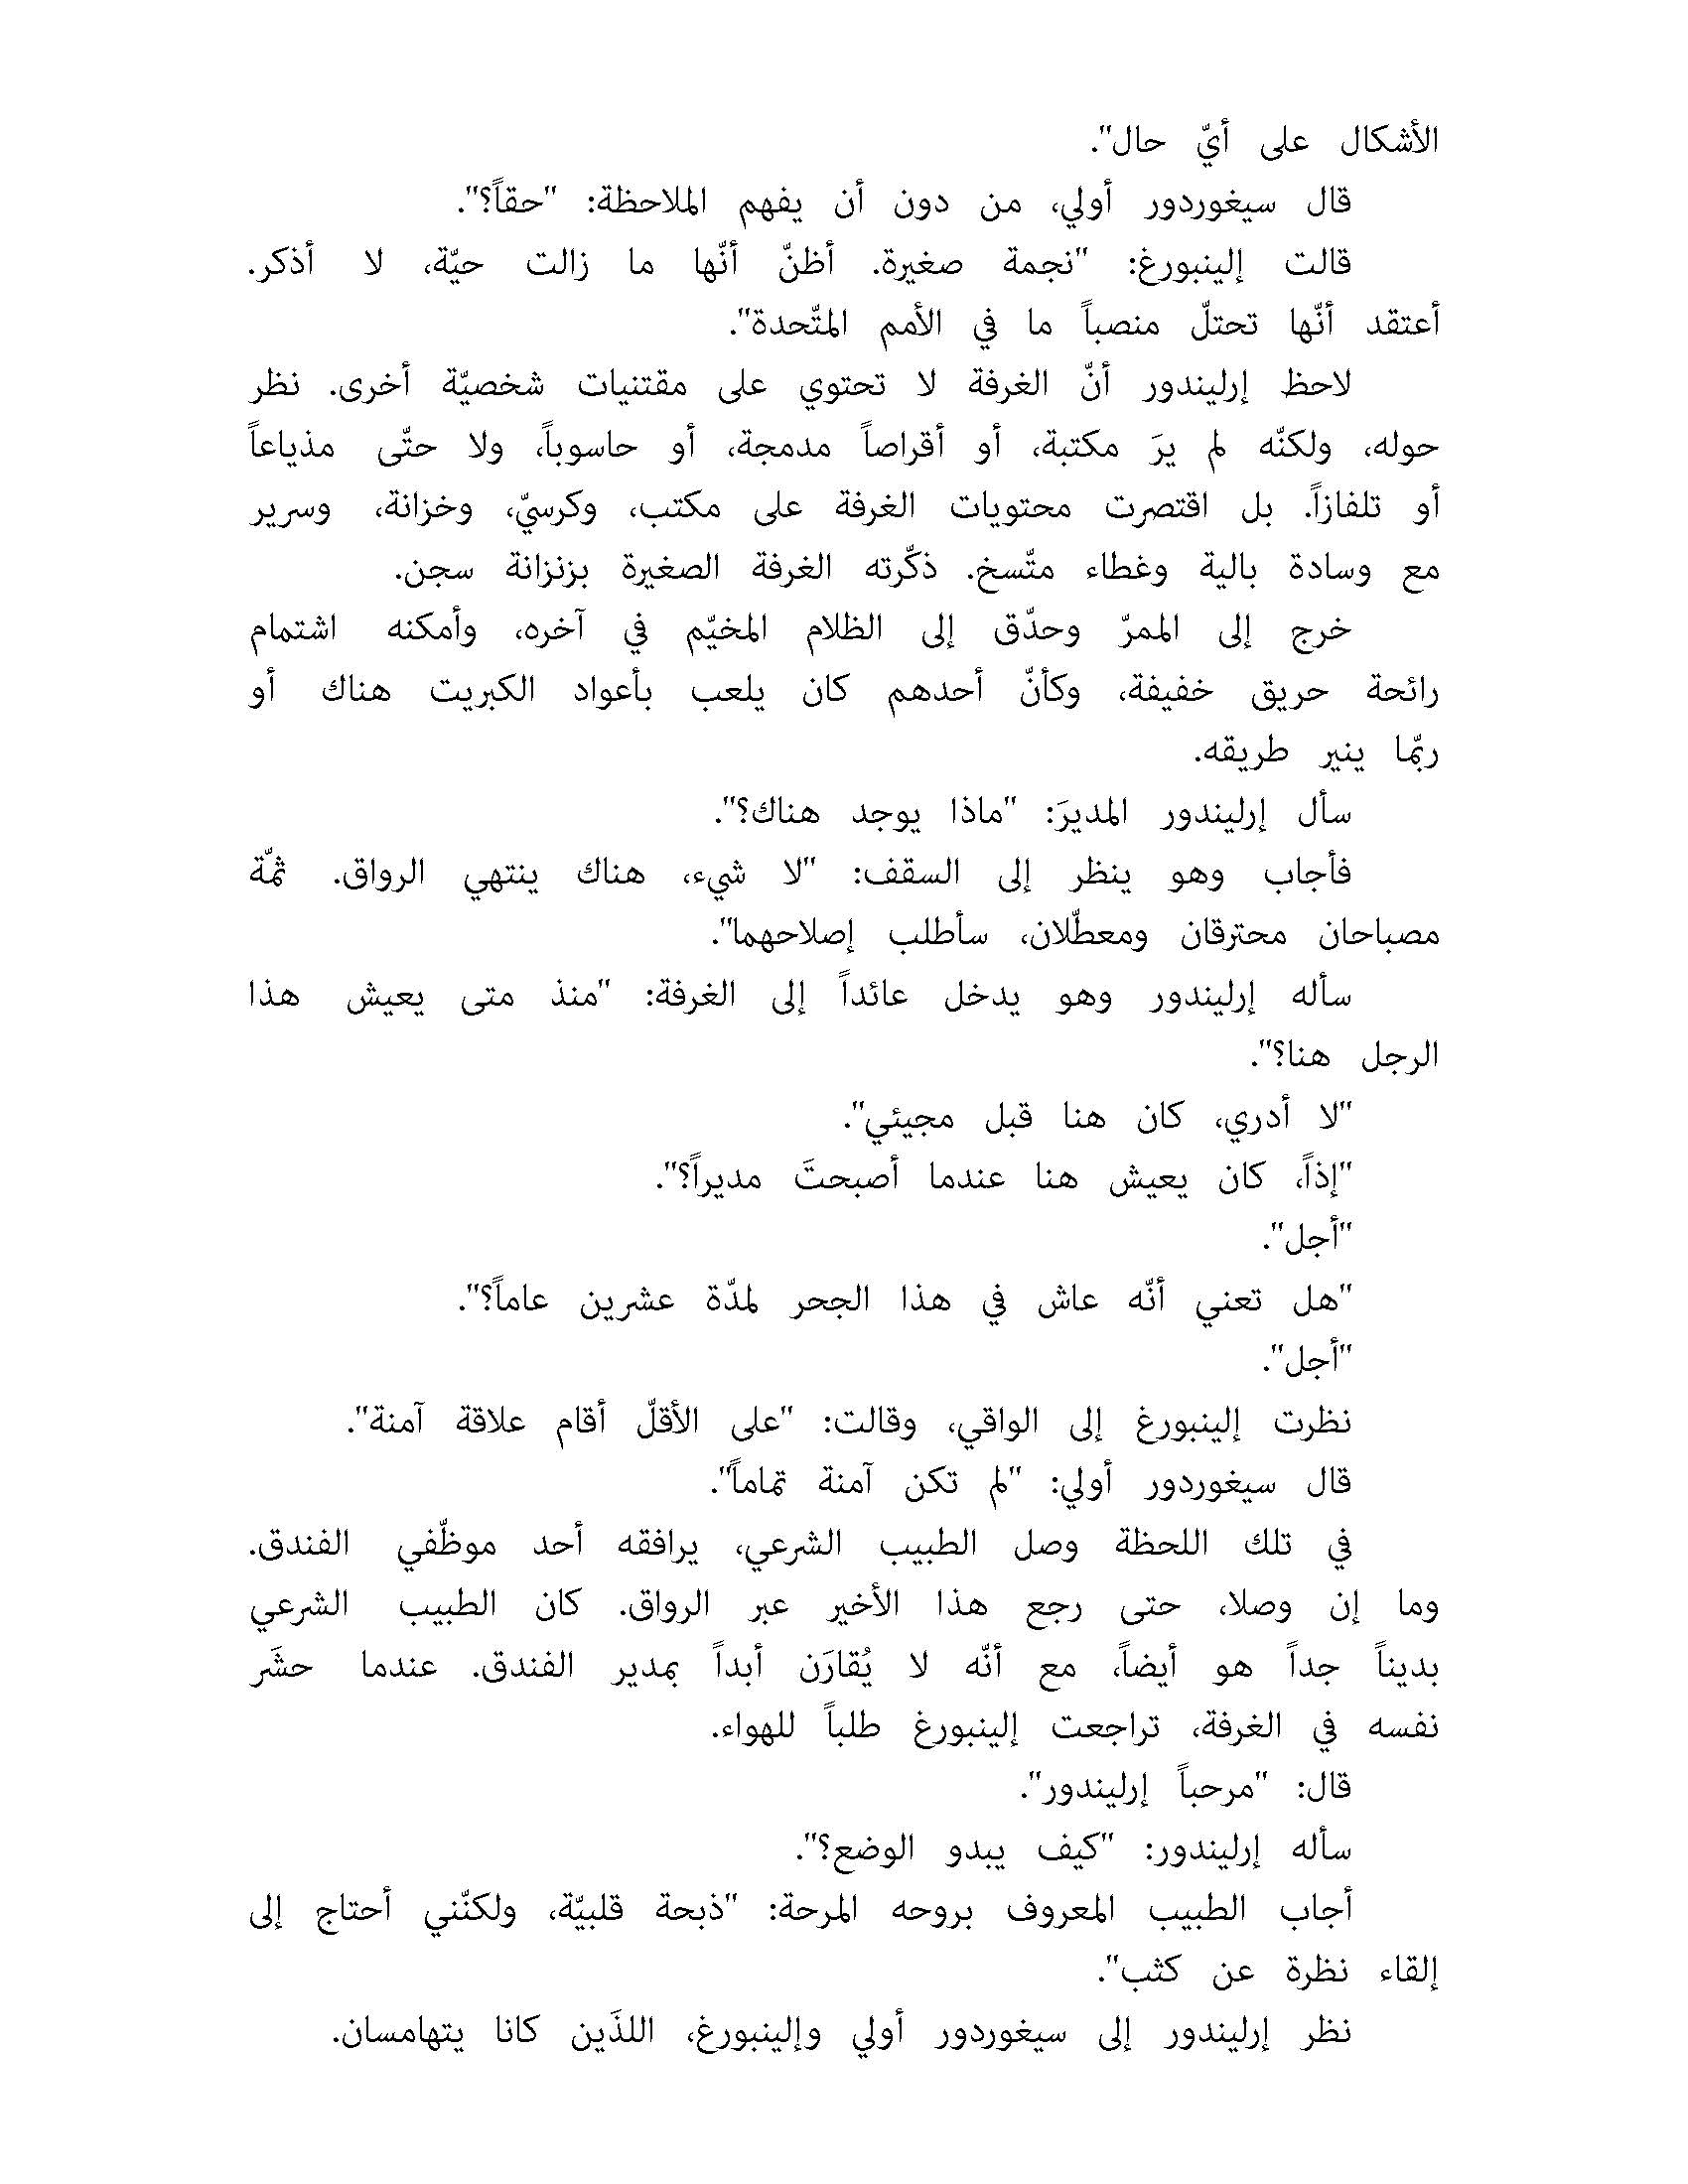 الأشكال على أيّ حال".
قال سيغوردور أولي، من دون أن يفهم الملاحظة: "حقاً؟".
قالت إلينبورغ: "نجمة صغيرة. أظنّ أنّها ما زالت حيّة، لا أذكر.
أعتقد أنّها تحتلّ منصباً ما في الأمم المتّحدة".
لاحظ إرليندور أنّ الغرفة لا تحتوي على مقتنيات شخصيّة أخرى. نظر
حوله، ولكنّه لم يرَ مكتبة، أو أقراصاً مدمجة، أو حاسوباً، ولا حتّى مذياعاً
أو تلفازاً. بل اقتصرت محتويات الغرفة على مكتب، وكرسيّ، وخزانة، وسرير
مع وسادة بالية وغطاء متّسخ. ذكّرته الغرفة الصغيرة بزنزانة سجن.
خرج إلى الممرّ وحدّق إلى الظلام المخيّم في آخره، وأمكنه اشتمام
رائحة حريق خفيفة، وكأنّ أحدهم كان يلعب بأعواد الكبريت هناك أو
ربّما ينير طريقه.
سأل إرليندور المديرَ: "ماذا يوجد هناك؟".
فأجاب وهو ينظر إلى السقف: "لا شيء، هناك ينتهي الرواق. ثمّة
مصباحان محترقان ومعطّلان، سأطلب إصلاحهما".
سأله إرليندور وهو يدخل عائداً إلى الغرفة: "منذ متى يعيش هذا
الرجل هنا؟".
"لا أدري، كان هنا قبل مجيئي".
"إذاً، كان يعيش هنا عندما أصبحتَ مديراً؟".
"أجل".
"هل تعني أنّه عاش في هذا الجحر لمدّة عشرين عاماً؟".
"أجل".
نظرت إلينبورغ إلى الواقي، وقالت: "على الأقلّ أقام علاقة آمنة".
قال سيغوردور أولي: "لم تكن آمنة تماماً".
في تلك اللحظة وصل الطبيب الشرعي، يرافقه أحد موظّفي الفندق.
وما إن وصلا، حتى رجع هذا الأخير عبر الرواق. كان الطبيب الشرعي
بديناً جداً هو أيضاً، مع أنّه لا يُقارَن أبداً بمدير الفندق. عندما حشَر
نفسه في الغرفة، تراجعت إلينبورغ طلباً للهواء.
قال: "مرحباً إرليندور".
سأله إرليندور: "كيف يبدو الوضع؟".
أجاب الطبيب المعروف بروحه المرحة: "ذبحة قلبيّة، ولكنّني أحتاج إلى
إلقاء نظرة عن كثب".
نظر إرليندور إلى سيغوردور أولي وإلينبورغ، اللذَين كانا يتهامسان.